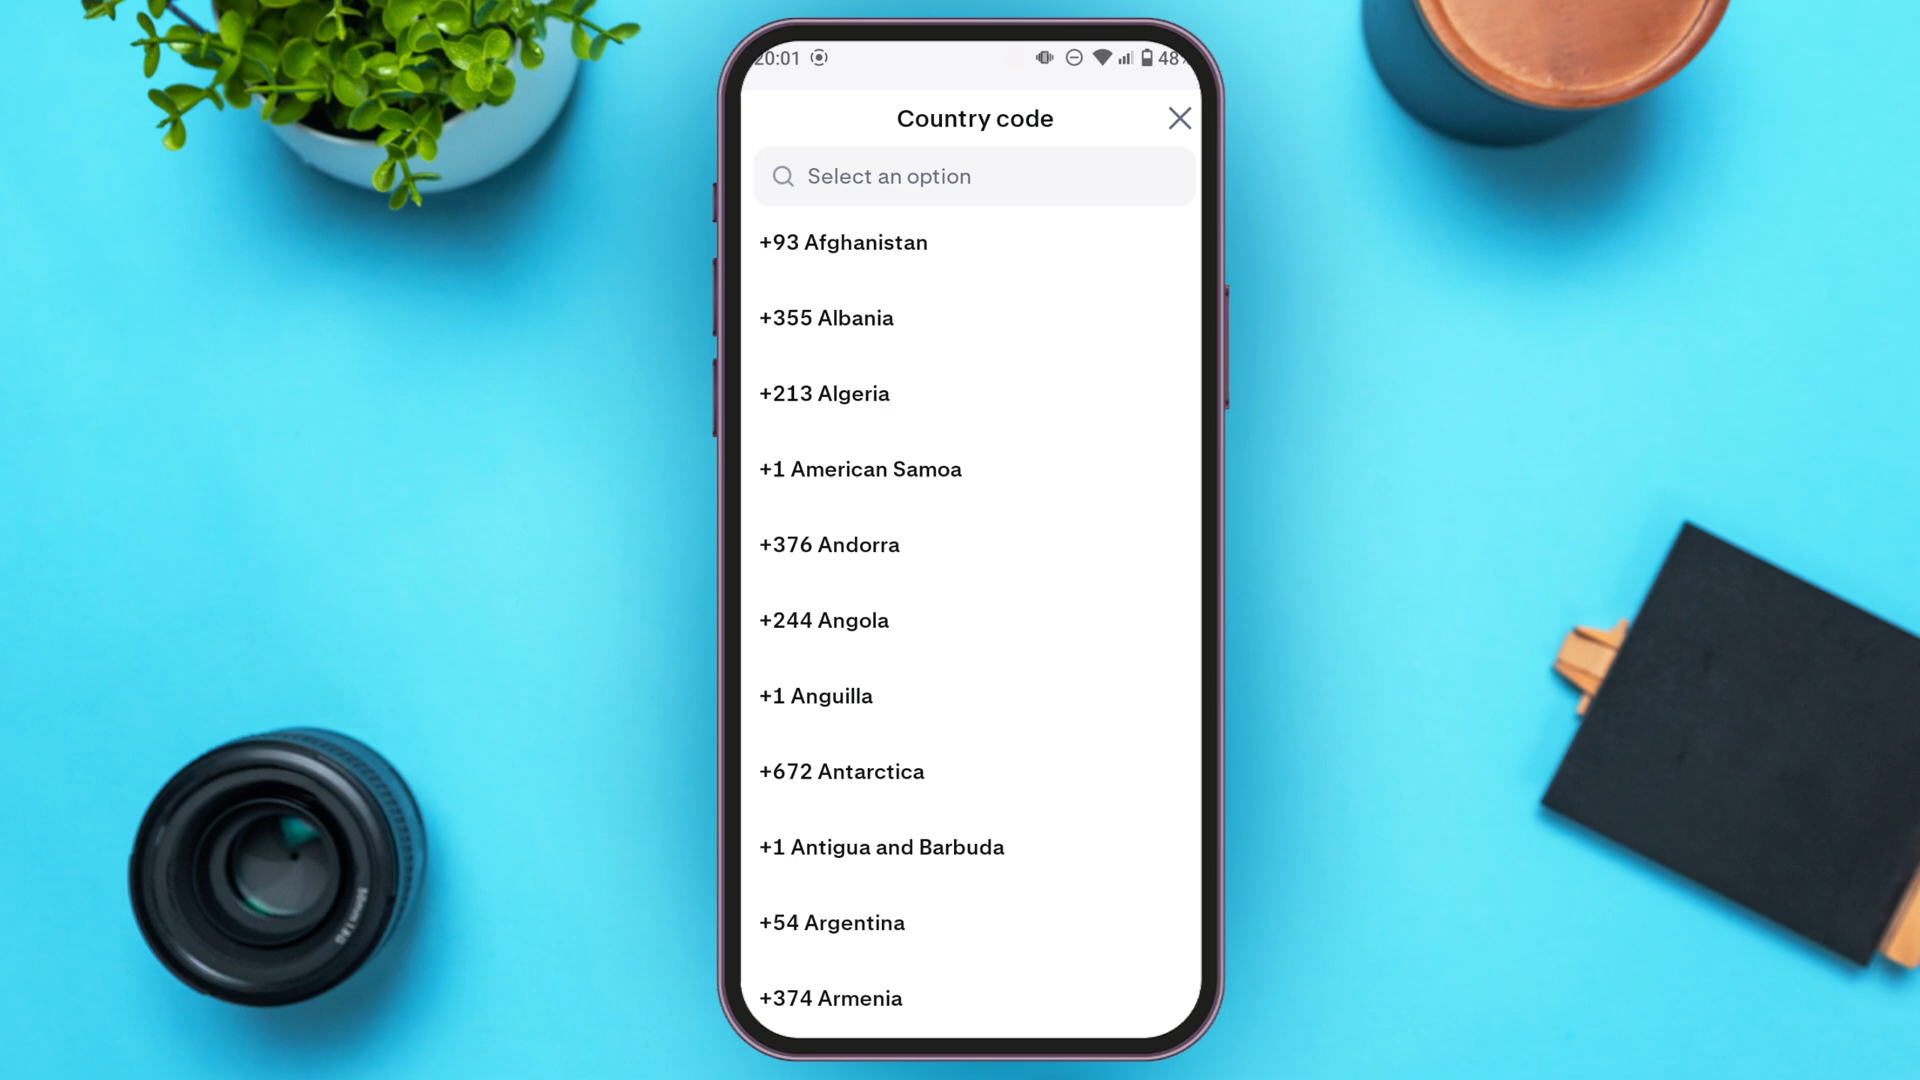 20:01 48%
Country code
Select an option
+93 Afghanistan
+355 Albania
+213 Algeria
+1 American Samoa
+376 Andorra
+244 Angola
+1 Anguilla
+672 Antarctica
+1 Antigua and Barbuda
+54 Argentina
+374 Armenia